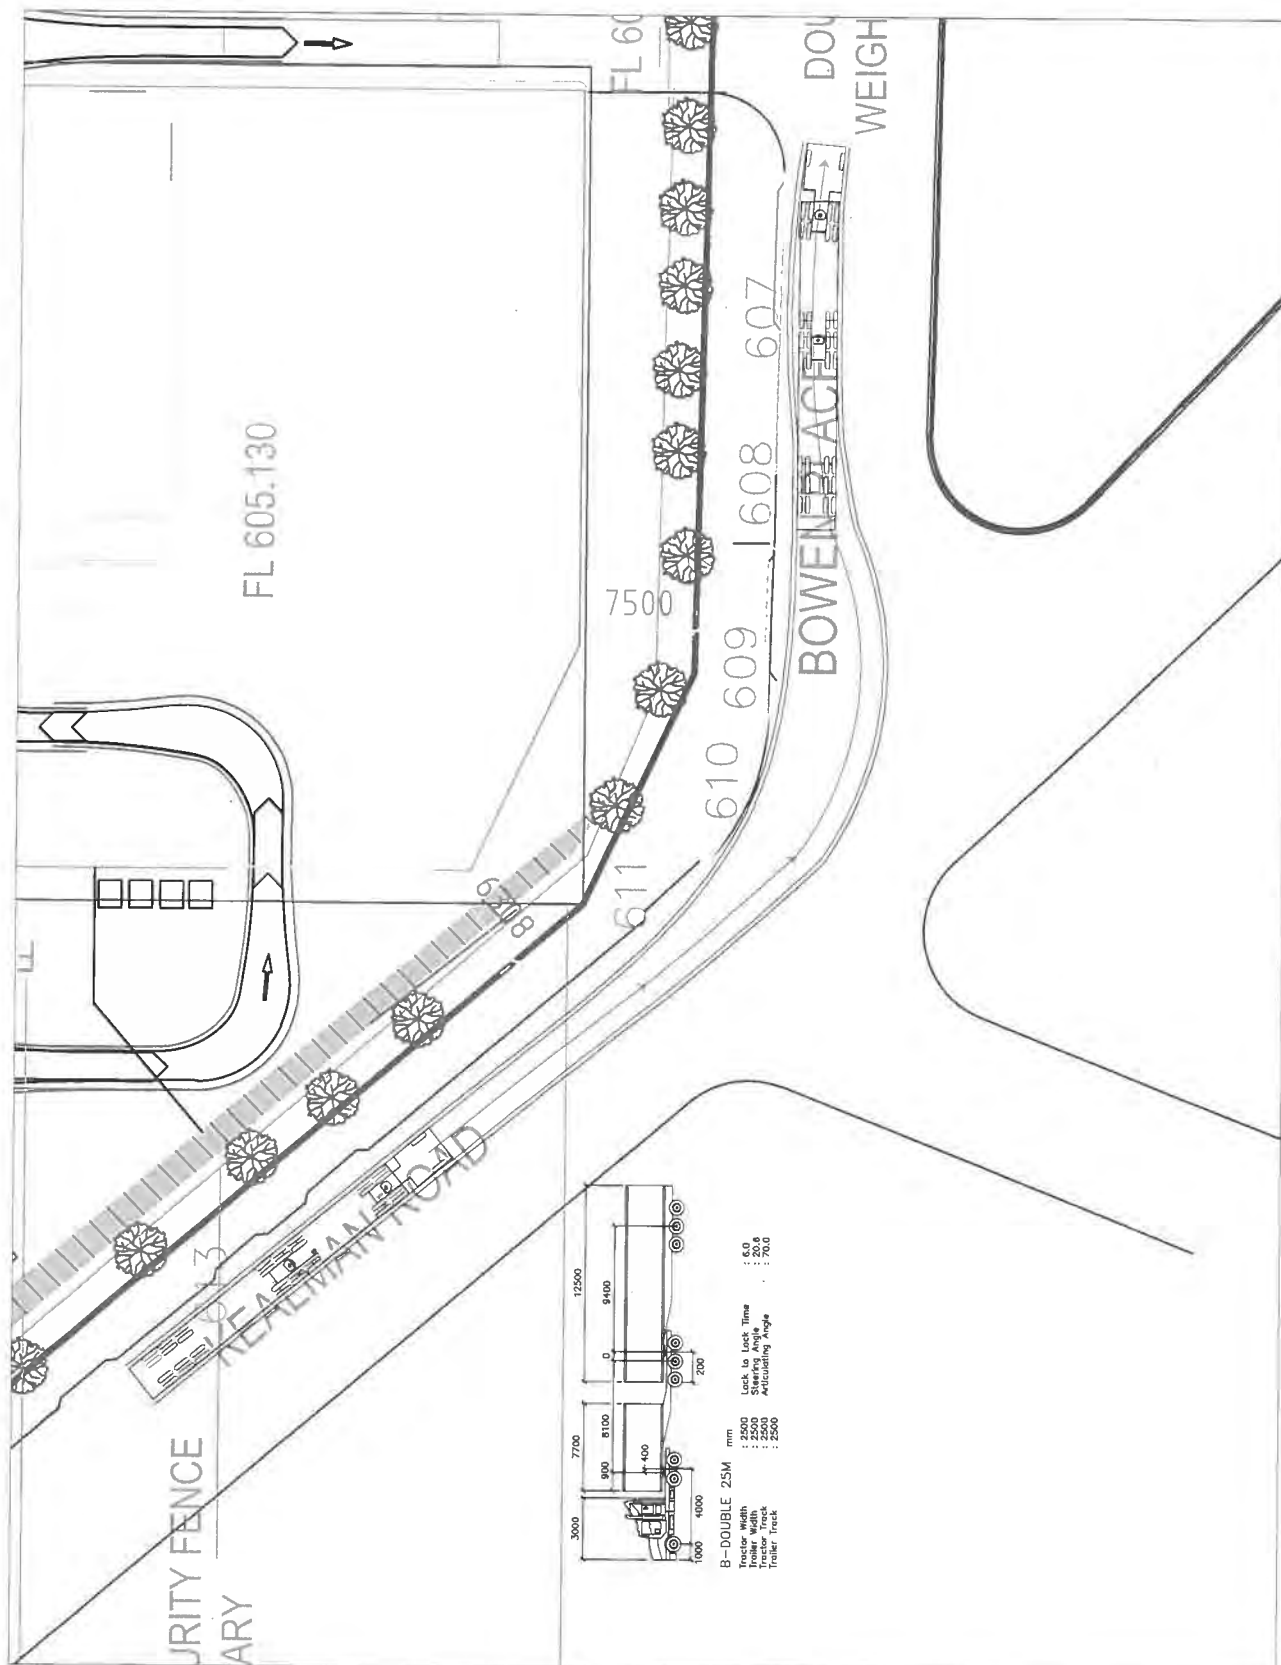 FL 60
DOU
WEIGH
FL 605.130
607
608
BOWEN PLACE
7500
609
610
611
608
613
KEALMAN ROAD
URITY FENCE
ARY
12500
9400
0
200
7700
8100
900
400
3000
4000
1000
B-DOUBLE 25M
mm
Tractor Width : 2500
Trailer Width : 2500
Tractor Track : 2500
Trailer Track : 2500
Lock to Lock Time : 6.0
Steering Angle : 20.8
Articulating Angle : 70.0